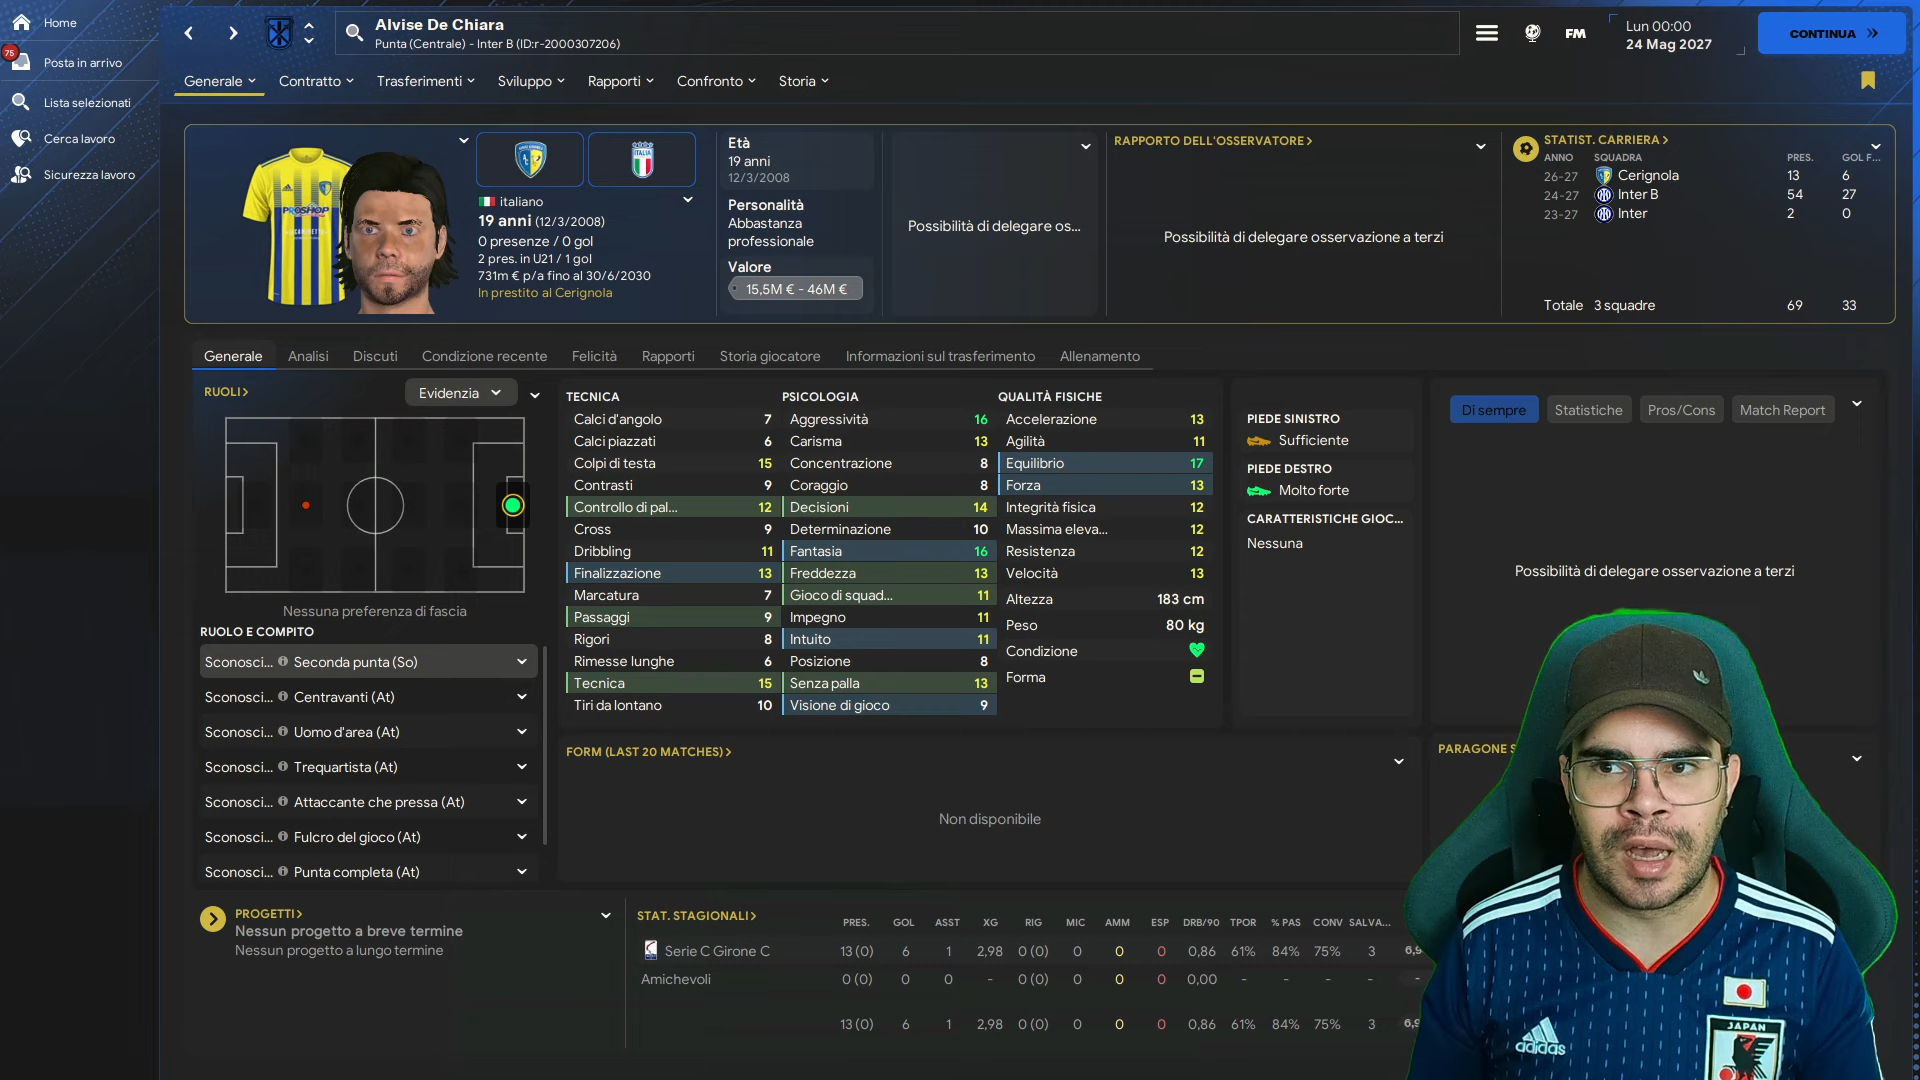 Home
75
Posta in arrivo
Lista selezionati
Cerca lavoro
Sicurezza lavoro
Alvise De Chiara
Punta (Centrale) - Inter B (ID:r-2000307206)
FM
Lun 00:00
24 Mag 2027
CONTINUA
Generale
Contratto
Trasferimenti
Sviluppo
Rapporti
Confronto
Storia
PROSHOP
ITALIA
italiano
19 anni (12/3/2008)
0 presenze / 0 gol
2 pres. in U21 / 1 gol
731m € p/a fino al 30/6/2030
In prestito al Cerignola
Età
19 anni
12/3/2008
Personalità
Abbastanza
professionale
Valore
15,5M € - 46M €
Possibilità di delegare os...
RAPPORTO DELL'OSSERVATORE
Possibilità di delegare osservazione a terzi
STATIST. CARRIERA
ANNO SQUADRA PRES. GOL F...
26-27 Cerignola 13 6
24-27 Inter B 54 27
23-27 Inter 2 0
Totale 3 squadre 69 33
Generale
Analisi
Discuti
Condizione recente
Felicità
Rapporti
Storia giocatore
Informazioni sul trasferimento
Allenamento
RUOLI
Evidenzia
Nessuna preferenza di fascia
RUOLO E COMPITO
Sconosci... Seconda punta (So)
Sconosci... Centravanti (At)
Sconosci... Uomo d'area (At)
Sconosci... Trequartista (At)
Sconosci... Attaccante che pressa (At)
Sconosci... Fulcro del gioco (At)
Sconosci... Punta completa (At)
TECNICA
Calci d'angolo 7
Calci piazzati 6
Colpi di testa 15
Contrasti 9
Controllo di pal... 12
Cross 9
Dribbling 11
Finalizzazione 13
Marcatura 7
Passaggi 9
Rigori 8
Rimesse lunghe 6
Tecnica 15
Tiri da lontano 10
PSICOLOGIA
Aggressività 16
Carisma 13
Concentrazione 8
Coraggio 8
Decisioni 14
Determinazione 10
Fantasia 16
Freddezza 13
Gioco di squad... 11
Impegno 11
Intuito 11
Posizione 8
Senza palla 13
Visione di gioco 9
QUALITÀ FISICHE
Accelerazione 13
Agilità 11
Equilibrio 17
Forza 13
Integrità fisica 12
Massima eleva... 12
Resistenza 12
Velocità 13
Altezza 183 cm
Peso 80 kg
Condizione
Forma
PIEDE SINISTRO
Sufficiente
PIEDE DESTRO
Molto forte
CARATTERISTICHE GIOC...
Nessuna
Di sempre
Statistiche
Pros/Cons
Match Report
Possibilità di delegare osservazione a terzi
FORM (LAST 20 MATCHES)
Non disponibile
PARAGONE S
PROGETTI
Nessun progetto a breve termine
Nessun progetto a lungo termine
STAT. STAGIONALI PRES. GOL ASST XG RIG MIC AMM ESP DRB/90 TPOR % PAS CONV SALVA...
Serie C Girone C 13 (0) 6 1 2,98 0 (0) 0 0 0 0,86 61% 84% 75% 3 6,9
Amichevoli 0 (0) 0 0 - 0 (0) 0 0 0 0,00 - - - - -
13 (0) 6 1 2,98 0 (0) 0 0 0 0,86 61% 84% 75% 3 6,9
adidas
JAPAN